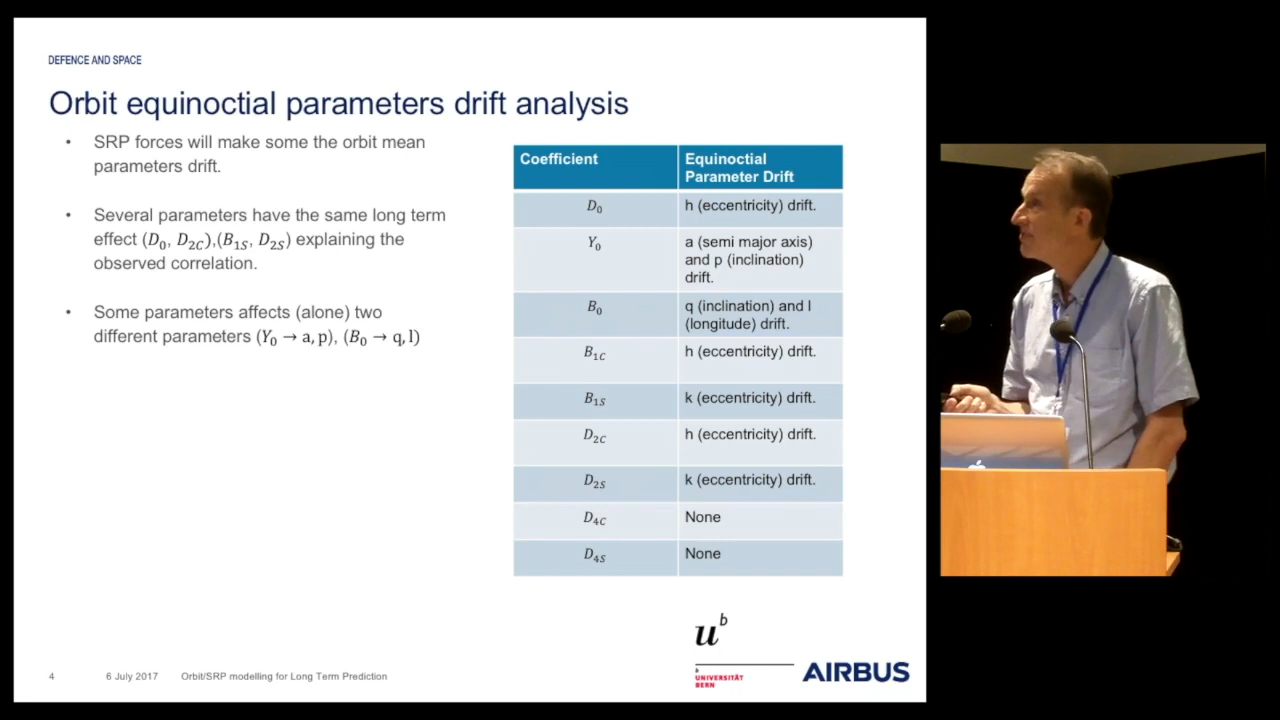 DEFENCE AND SPACE
Orbit equinoctial parameters drift analysis
• SRP forces will make some the orbit mean
parameters drift.
• Several parameters have the same long term
effect (D₀, D₂C),(B₁S, D₂S) explaining the
observed correlation.
• Some parameters affects (alone) two
different parameters (Y₀ → a, p), (B₀ → q, l)
Coefficient
Equinoctial
Parameter Drift
D₀
h (eccentricity) drift.
Y₀
a (semi major axis)
and p (inclination)
drift.
B₀
q (inclination) and l
(longitude) drift.
B₁C
h (eccentricity) drift.
B₁S
k (eccentricity) drift.
D₂C
h (eccentricity) drift.
D₂S
k (eccentricity) drift.
D₄C
None
D₄S
None
4
6 July 2017
Orbit/SRP modelling for Long Term Prediction
u b
b
UNIVERSITÄT
BERN
AIRBUS